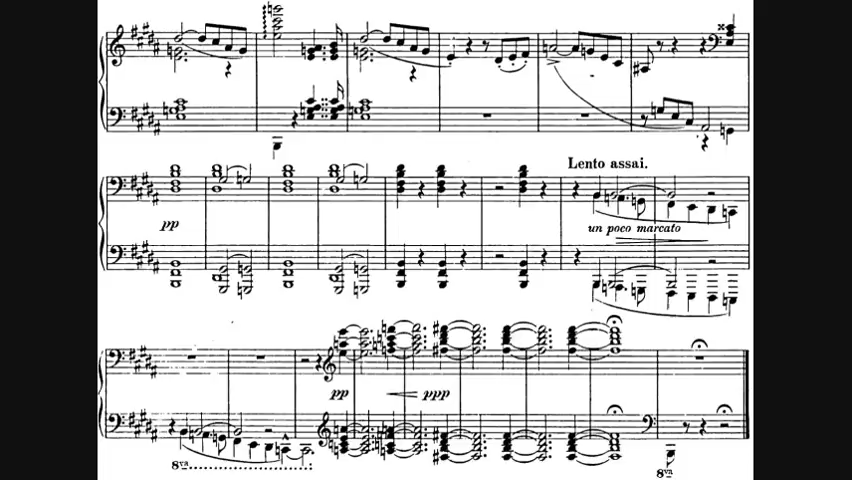 Lento assai.
pp
un poco marcato
pp ppp
8va
8va